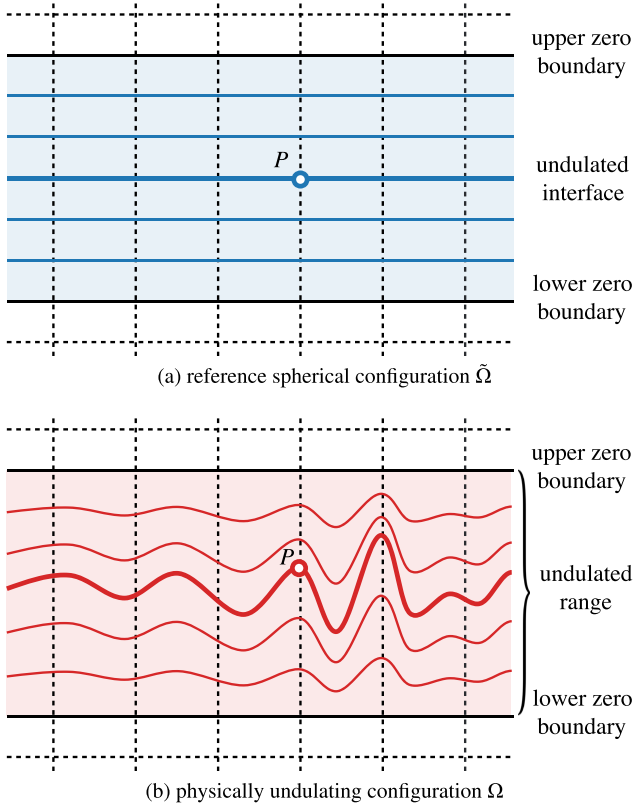 upper zero
boundary
P
undulated
interface
lower zero
boundary
(a) reference spherical configuration Ω̃
upper zero
boundary
P
undulated
range
lower zero
boundary
(b) physically undulating configuration Ω